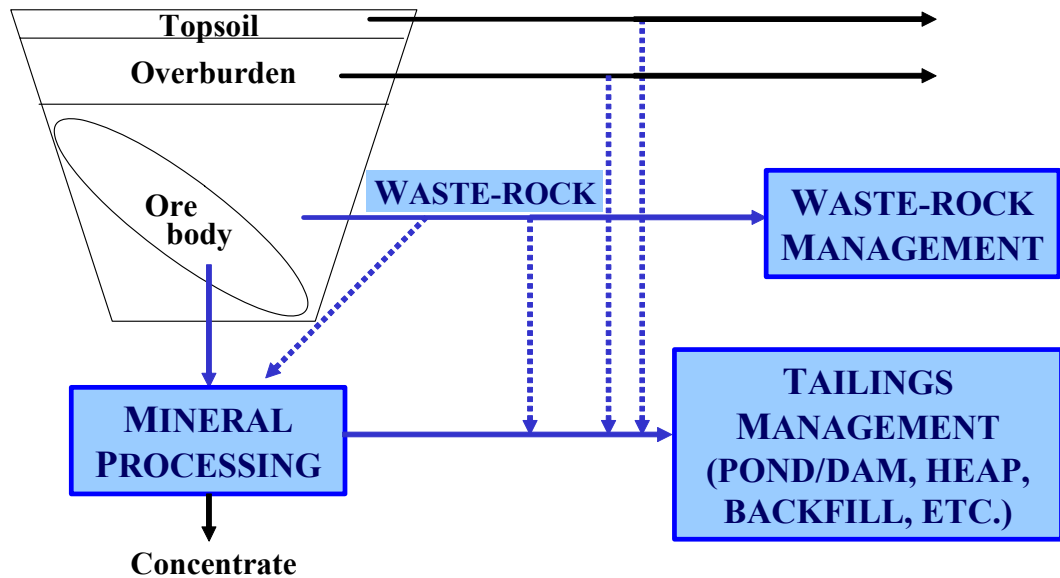 Topsoil
Overburden
Ore
body
WASTE-ROCK
WASTE-ROCK
MANAGEMENT
MINERAL
PROCESSING
TAILINGS
MANAGEMENT
(POND/DAM, HEAP,
BACKFILL, ETC.)
Concentrate